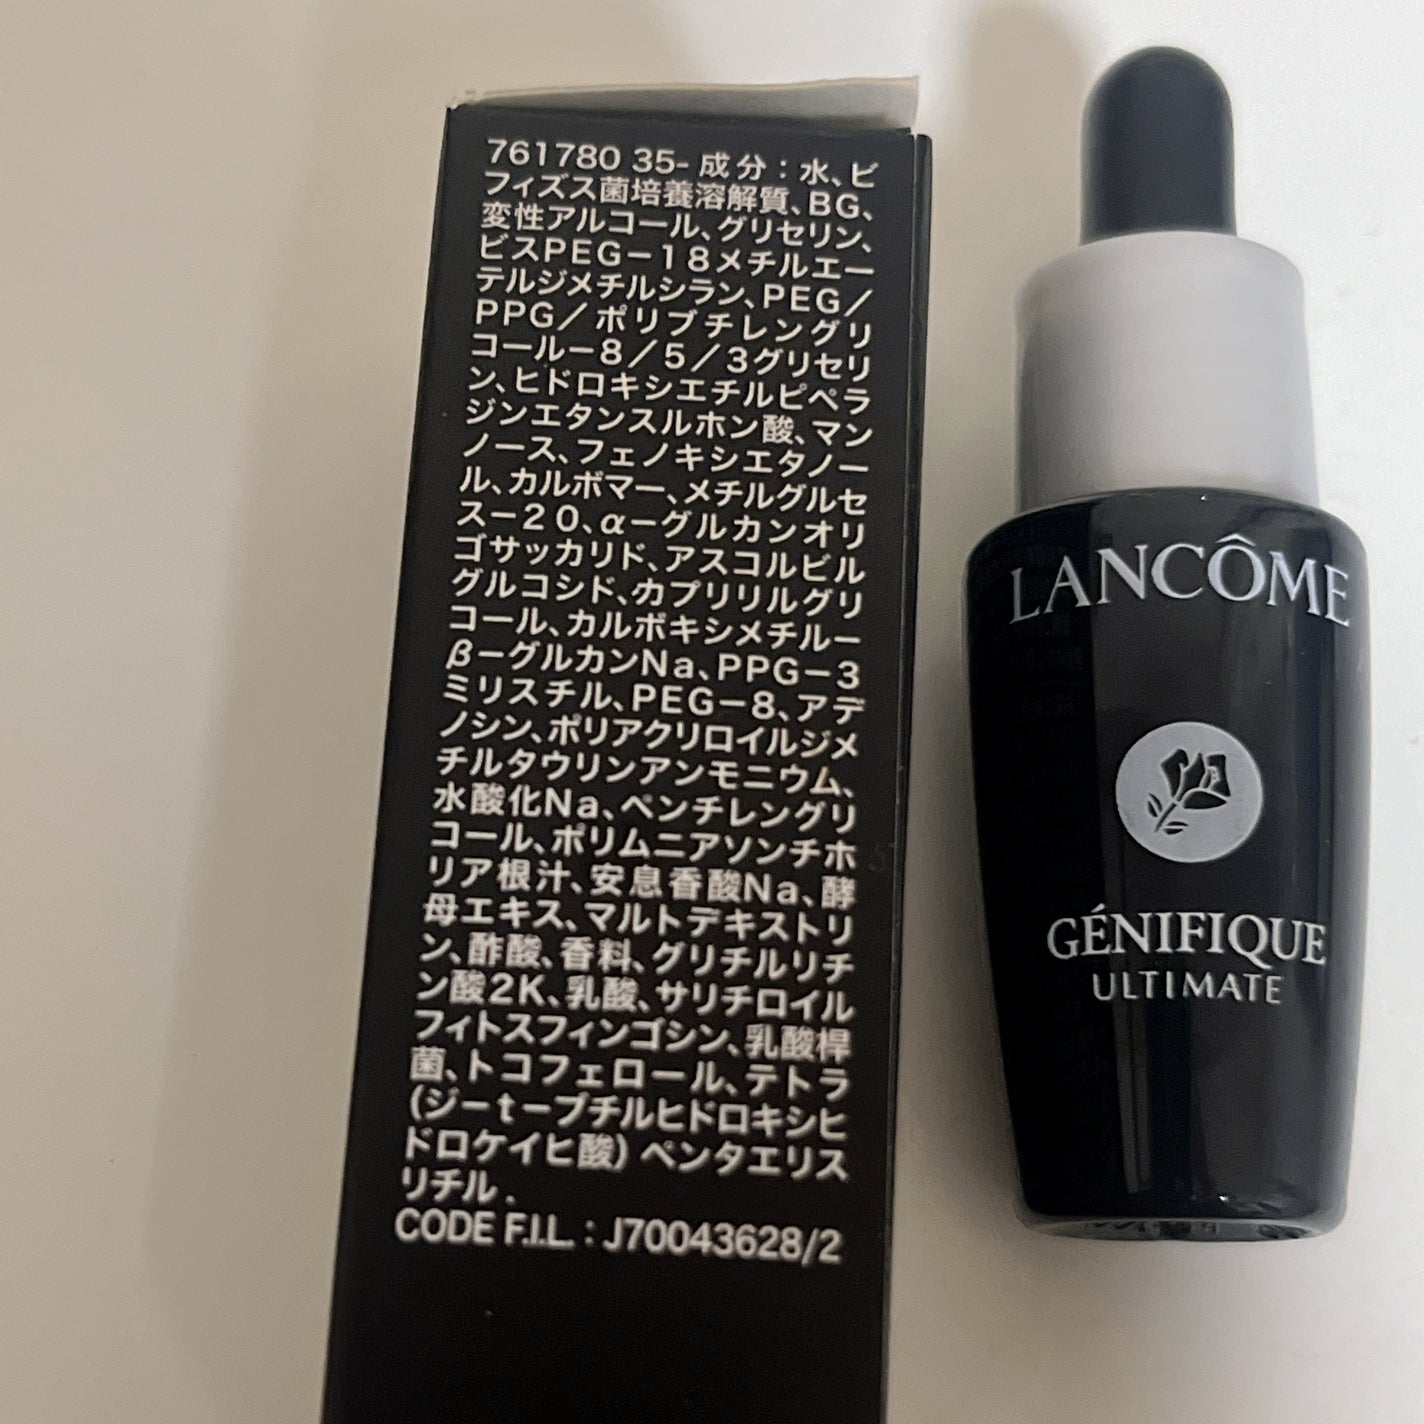 761780 35- 成分：水、ビ
フィズス菌培養溶解質、BG、
変性アルコール、グリセリン、
ビスPEG－18メチルエー
テルジメチルシラン、PEG／
PPG／ポリブチレングリ
コール－8／5／3グリセリ
ン、ヒドロキシエチルピペラ
ジンエタンスルホン酸、マン
ノース、フェノキシエタノー
ル、カルボマー、メチルグルセ
ス－20、α－グルカンオリ
ゴサッカリド、アスコルビル
グルコシド、カプリリルグリ
コール、カルボキシメチル－
β－グルカンNa、PPG－3
ミリスチル、PEG－8、アデ
ノシン、ポリアクリロイルジメ
チルタウリンアンモニウム、
水酸化Na、ペンチレングリ
コール、ポリムニアソンチホ
リア根汁、安息香酸Na、酵
母エキス、マルトデキストリ
ン、酢酸、香料、グリチルリチ
ン酸2K、乳酸、サリチロイル
フィトスフィンゴシン、乳酸桿
菌、トコフェロール、テトラ
(ジ－t－ブチルヒドロキシヒ
ドロケイヒ酸) ペンタエリス
リチル .
CODE F.I.L. : J70043628/2
LANCÔME
GÉNIFIQUE
ULTIMATE